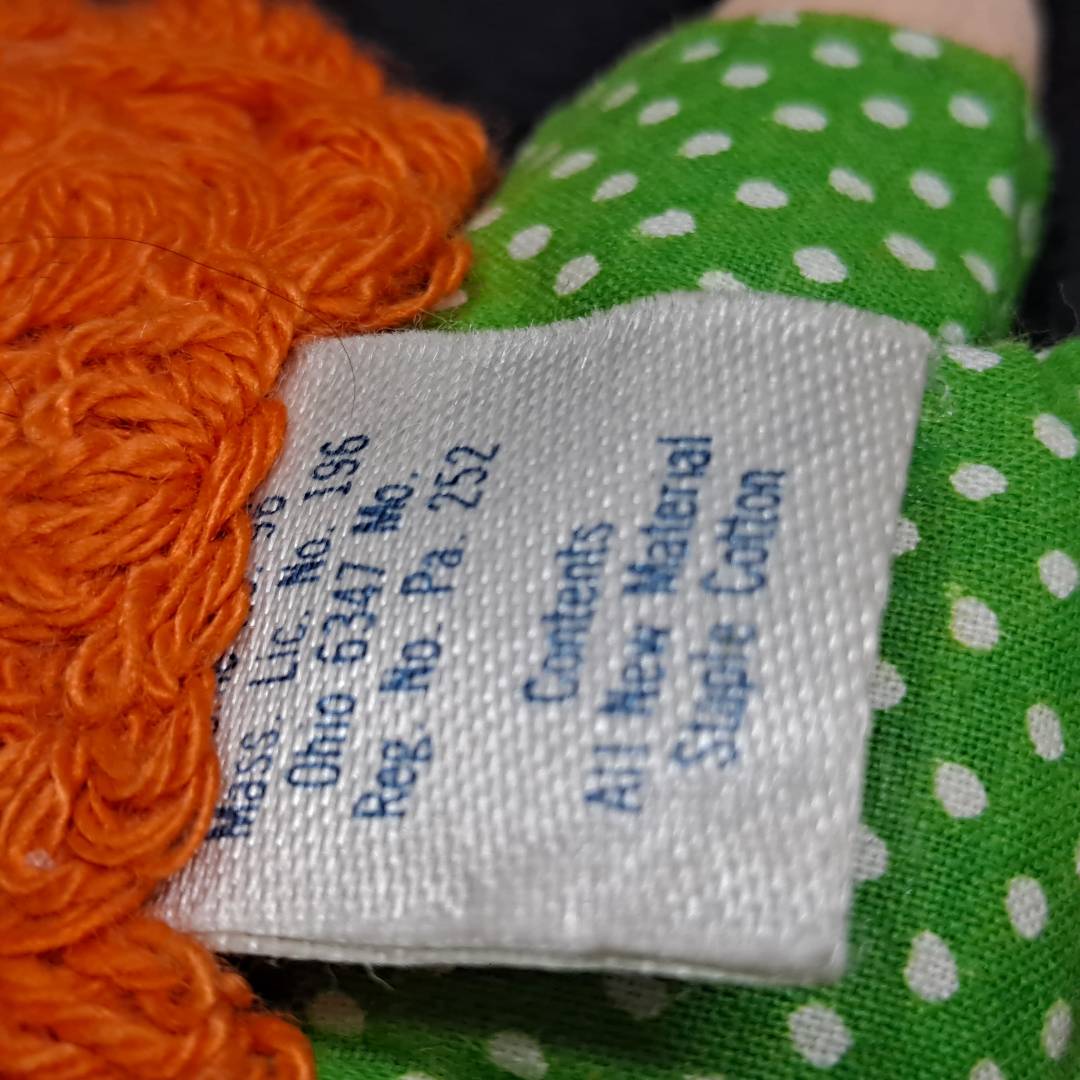 Mass. Lic. No. 196
Ohio 6347 Mo.
Reg. No. Pa. 252
Contents
All New Material
Staple Cotton